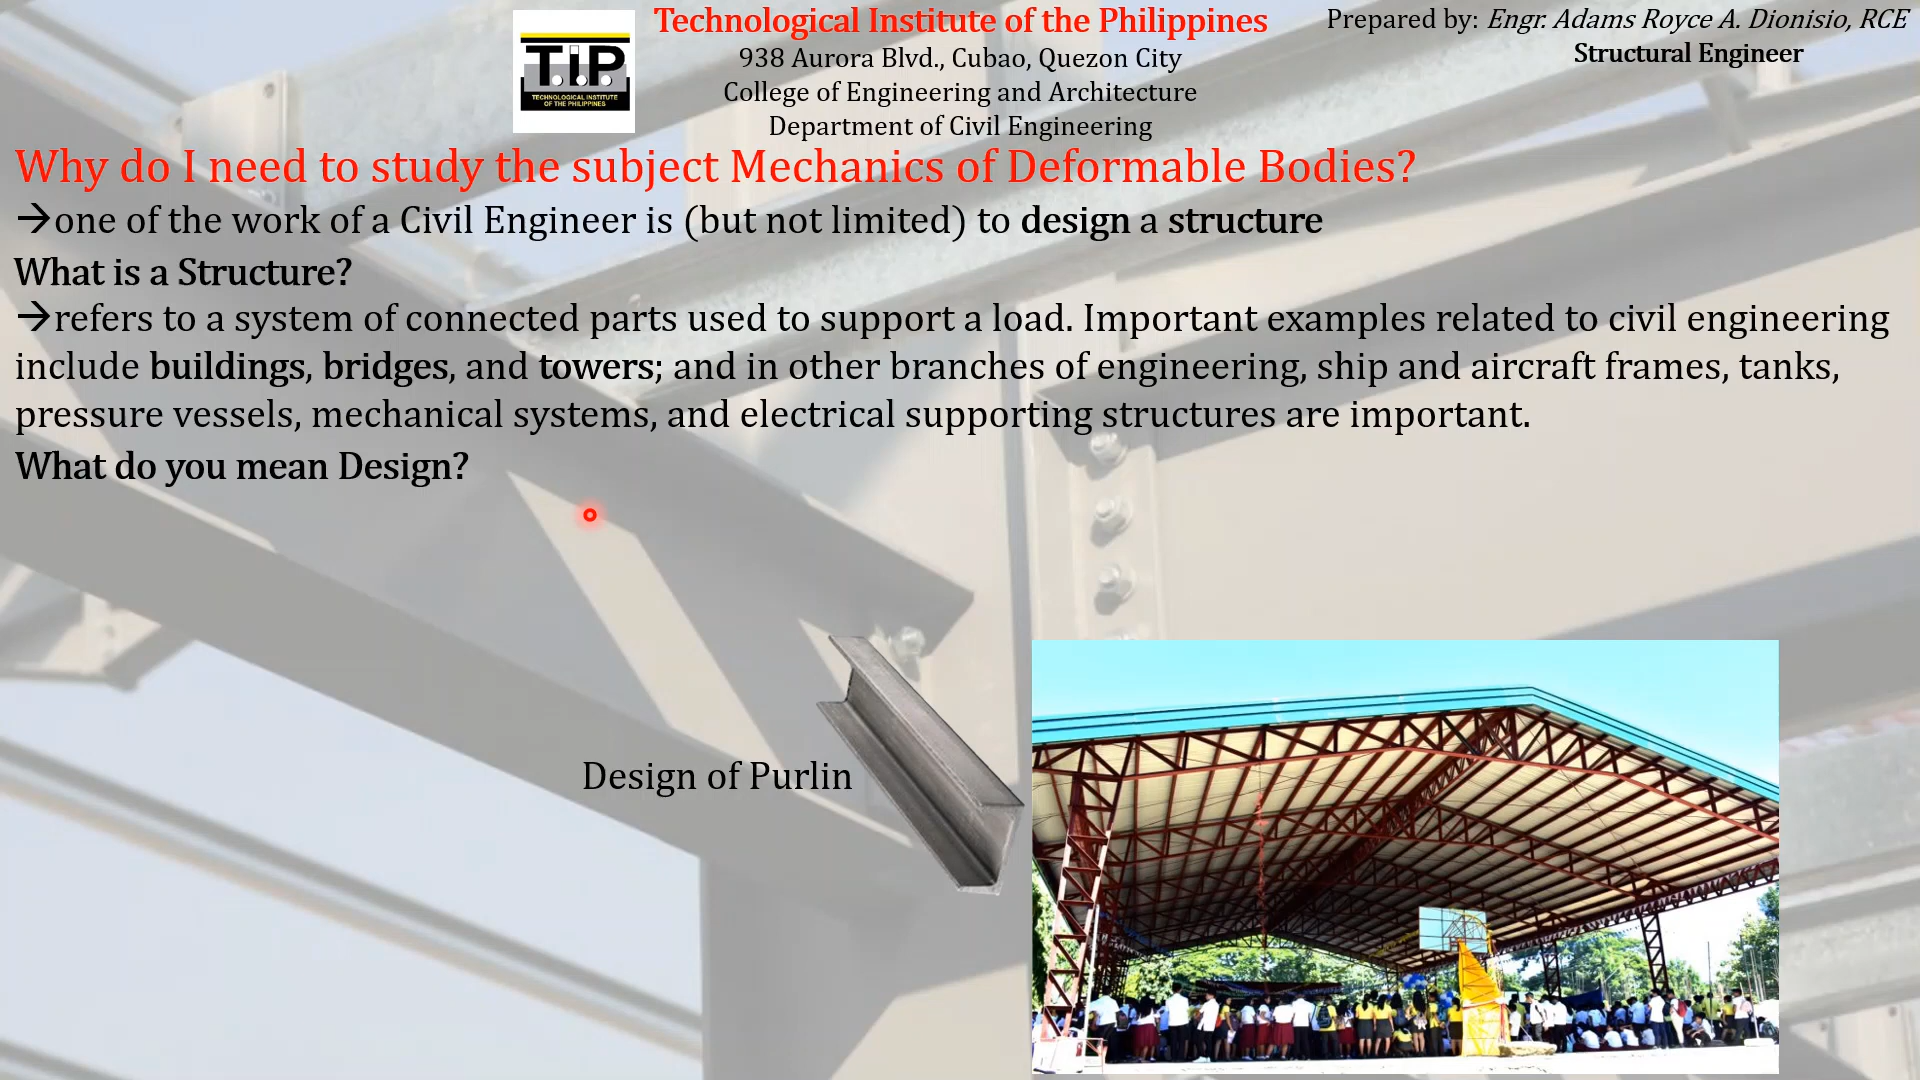 T.I.P
TECHNOLOGICAL INSTITUTE
OF THE PHILIPPINES
Technological Institute of the Philippines
938 Aurora Blvd., Cubao, Quezon City
College of Engineering and Architecture
Department of Civil Engineering
Prepared by: Engr. Adams Royce A. Dionisio, RCE
Structural Engineer
Why do I need to study the subject Mechanics of Deformable Bodies?
→one of the work of a Civil Engineer is (but not limited) to design a structure
What is a Structure?
→refers to a system of connected parts used to support a load. Important examples related to civil engineering
include buildings, bridges, and towers; and in other branches of engineering, ship and aircraft frames, tanks,
pressure vessels, mechanical systems, and electrical supporting structures are important.
What do you mean Design?
Design of Purlin